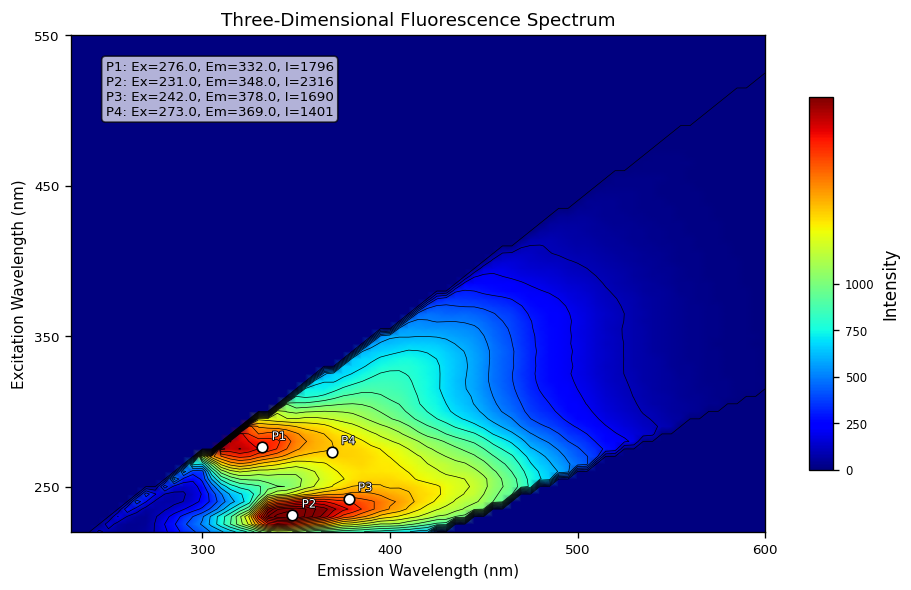 Three-Dimensional Fluorescence Spectrum
550
450
350
250
Excitation Wavelength (nm)
P1: Ex=276.0, Em=332.0, I=1796
P2: Ex=231.0, Em=348.0, I=2316
P3: Ex=242.0, Em=378.0, I=1690
P4: Ex=273.0, Em=369.0, I=1401
P1
P4
P3
P2
300
400
500
600
Emission Wavelength (nm)
1000
750
500
250
0
Intensity